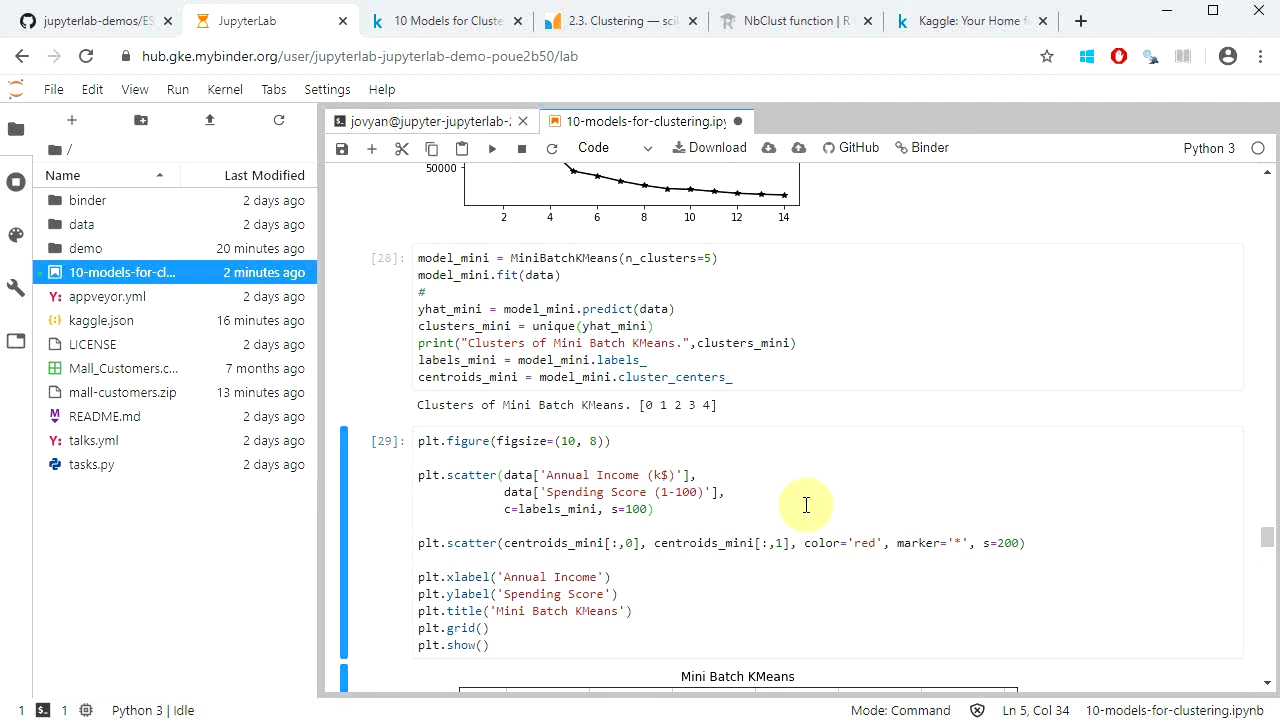 jupyterlab-demos/ES
JupyterLab
10 Models for Cluste
2.3. Clustering — sci
NbClust function | R
Kaggle: Your Home f
hub.gke.mybinder.org/user/jupyterlab-jupyterlab-demo-poue2b50/lab
File Edit View Run Kernel Tabs Settings Help
jovyan@jupyter-jupyterlab-
10-models-for-clustering.ipy
Code
Download
GitHub
Binder
Python 3
/
Name Last Modified
binder 2 days ago
data 2 days ago
demo 20 minutes ago
10-models-for-cl... 2 minutes ago
appveyor.yml 2 days ago
kaggle.json 16 minutes ago
LICENSE 2 days ago
Mall_Customers.c... 7 months ago
mall-customers.zip 13 minutes ago
README.md 2 days ago
talks.yml 2 days ago
tasks.py 2 days ago
50000
2 4 6 8 10 12 14
[28]:
model_mini = MiniBatchKMeans(n_clusters=5)
model_mini.fit(data)
#
yhat_mini = model_mini.predict(data)
clusters_mini = unique(yhat_mini)
print("Clusters of Mini Batch KMeans.",clusters_mini)
labels_mini = model_mini.labels_
centroids_mini = model_mini.cluster_centers_
Clusters of Mini Batch KMeans. [0 1 2 3 4]
[29]:
plt.figure(figsize=(10, 8))
plt.scatter(data['Annual Income (k$)'],
data['Spending Score (1-100)'],
c=labels_mini, s=100)
plt.scatter(centroids_mini[:,0], centroids_mini[:,1], color='red', marker='*', s=200)
plt.xlabel('Annual Income')
plt.ylabel('Spending Score')
plt.title('Mini Batch KMeans')
plt.grid()
plt.show()
Mini Batch KMeans
1 1 Python 3 | Idle
Mode: Command
Ln 5, Col 34
10-models-for-clustering.ipynb